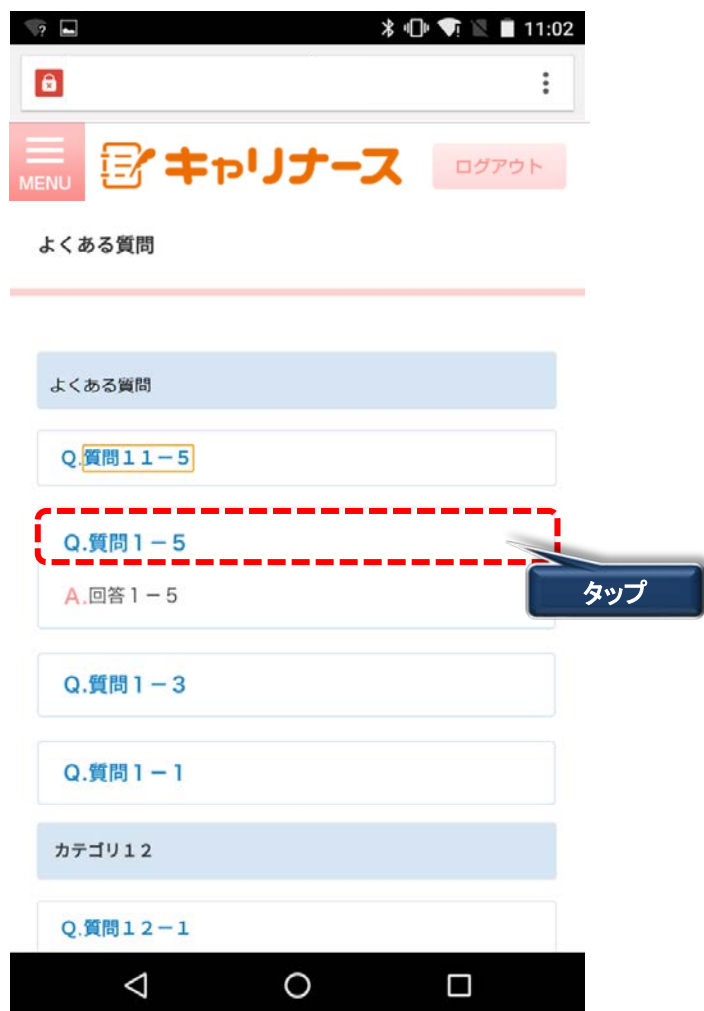 11:02
MENU
キャリナース
ログアウト
よくある質問
よくある質問
Q.質問１１－５
Q.質問１－５
タップ
A.回答１－５
Q.質問１－３
Q.質問１－１
カテゴリ１２
Q.質問１２－１